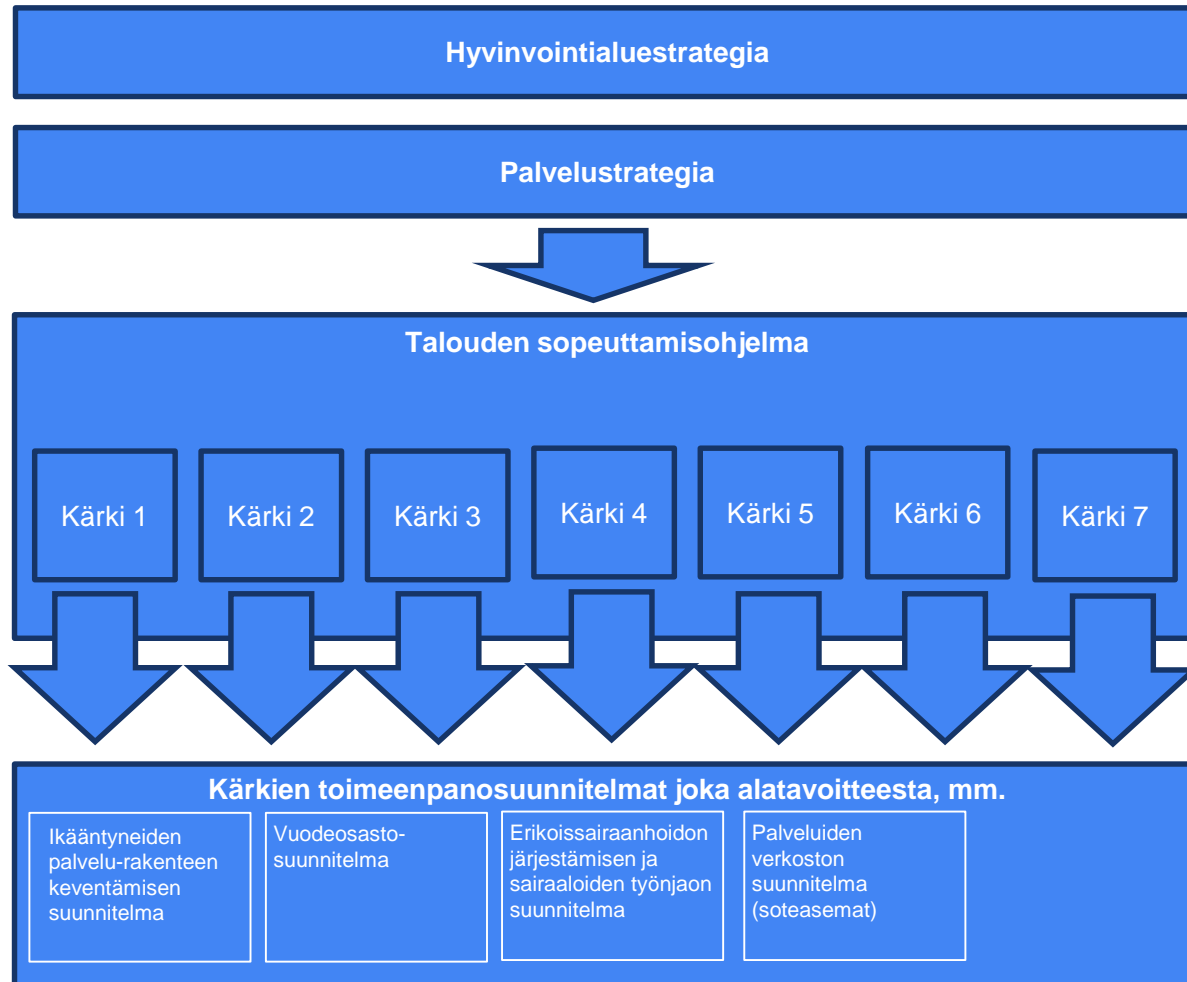 Hyvinvointialuestrategia
Palvelustrategia
Talouden sopeuttamisohjelma
Kärki 1
Kärki 2
Kärki 3
Kärki 4
Kärki 5
Kärki 6
Kärki 7
Kärkien toimeenpanosuunnitelmat joka alatavoitteesta, mm.
Ikääntyneiden
palvelu-rakenteen
keventämisen
suunnitelma
Vuodeosasto-
suunnitelma
Erikoissairaanhoidon
järjestämisen ja
sairaaloiden työnjaon
suunnitelma
Palveluiden
verkoston
suunnitelma
(soteasemat)